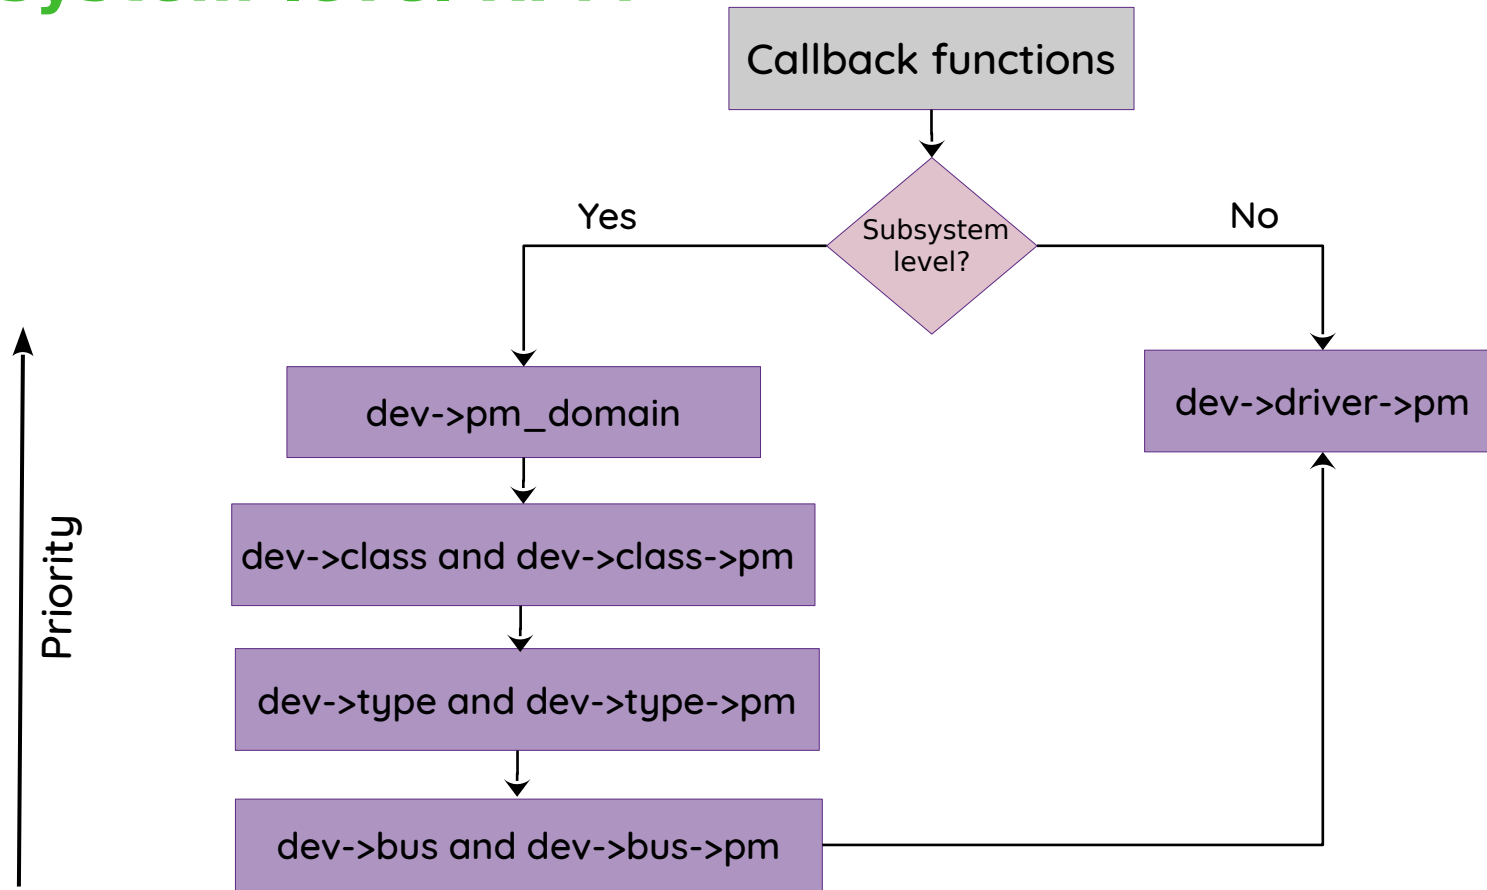 Callback functions
Subsystem
level?
Yes
No
dev->pm_domain
dev->driver->pm
dev->class and dev->class->pm
dev->type and dev->type->pm
dev->bus and dev->bus->pm
Priority